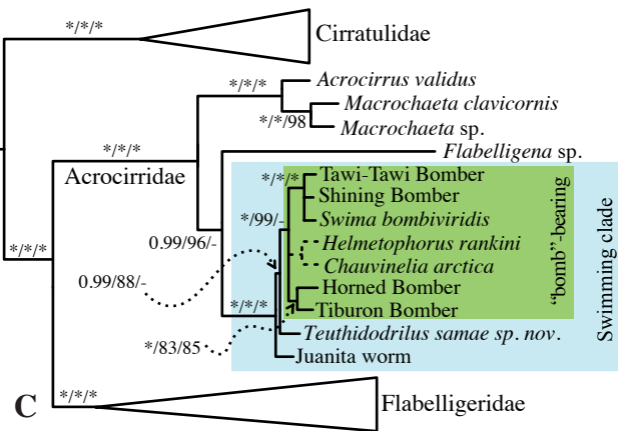 */*/*
Cirratulidae
*/*/*
Acrocirrus validus
Macrochaeta clavicornis
*/*/98
Macrochaeta sp.
*/*/*
Flabelligena sp.
Acrocirridae
*/*/*
Tawi-Tawi Bomber
Shining Bomber
*/99/-
Swima bombiviridis
0.99/96/-
Helmetophorus rankini
Chauvinelia arctica
*/*/*
0.99/88/-
Horned Bomber
*/*/*
Tiburon Bomber
*/83/85
Teuthidodrilus samae sp. nov.
Juanita worm
"bomb"-bearing
Swimming clade
C
*/*/*
Flabelligeridae